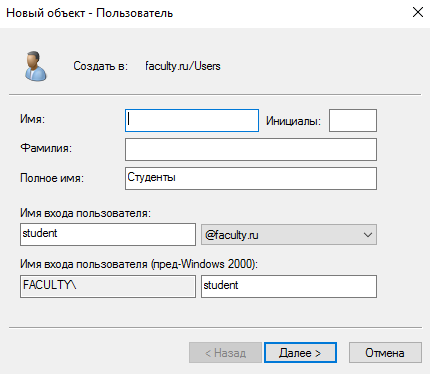 Новый объект - Пользователь
Создать в: faculty.ru/Users
Имя: Инициалы:
Фамилия:
Полное имя: Студенты
Имя входа пользователя:
student @faculty.ru
Имя входа пользователя (пред-Windows 2000):
FACULTY\ student
< Назад Далее > Отмена